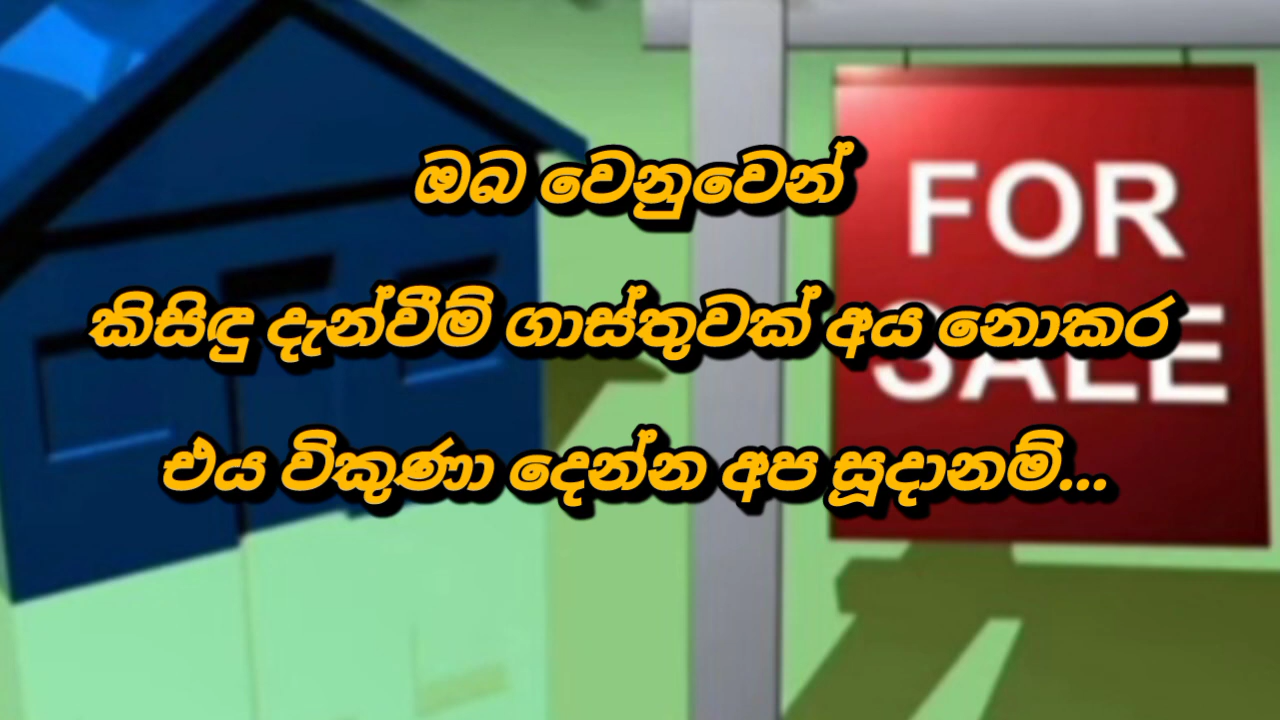 ඔබ වෙනුවෙන්
කිසිඳු දැන්වීම් ගාස්තුවක් අය නොකර
එය විකුණා දෙන්න අප සූදානම්...
FOR
SALE